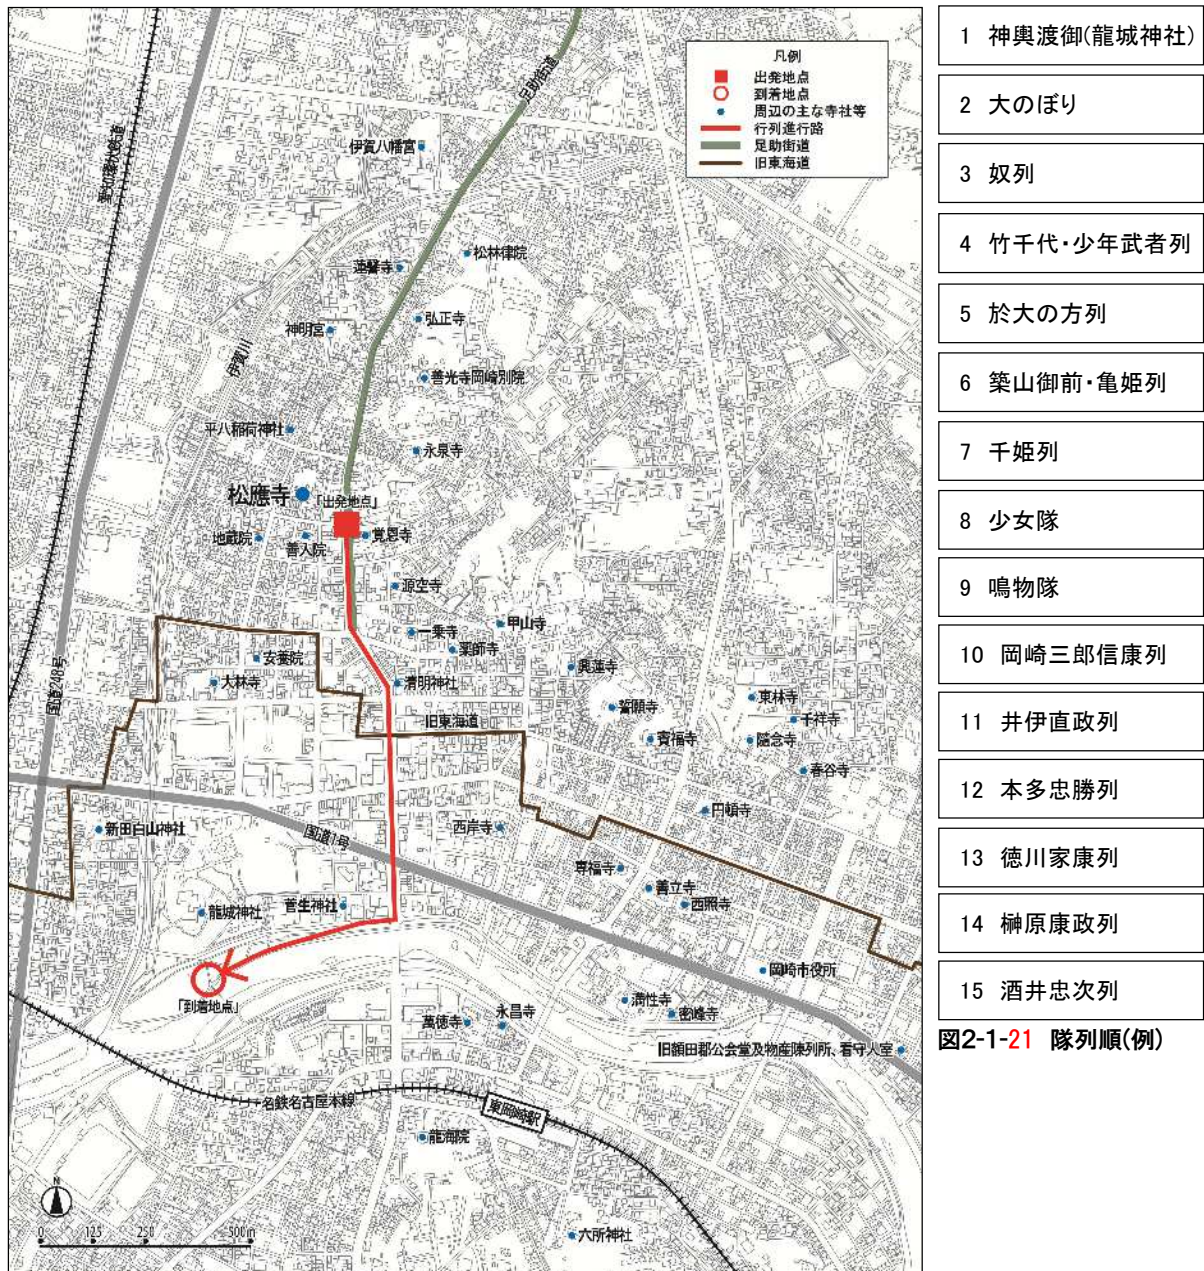 凡例
出発地点
到着地点
周辺の主な寺社等
行列進行路
足助街道
旧東海道
足助街道
愛知環状鉄道
伊賀八幡宮
松林律院
蓮馨寺
弘正寺
神明宮
伊賀川
善光寺岡崎別院
平八稲荷神社
永泉寺
松應寺
「出発地点」
地蔵院
善入院
覚恩寺
源空寺
一乗寺
甲山寺
薬師寺
安養院
大林寺
興蓮寺
清明神社
国道248号
誓願寺
東林寺
千祥寺
旧東海道
寶福寺
隨念寺
春谷寺
円頓寺
新田白山神社
国道1号
西岸寺
専福寺
善立寺
西照寺
龍城神社
菅生神社
岡崎市役所
「到着地点」
満性寺
密峰寺
萬徳寺
永昌寺
旧額田郡公会堂及物産陳列所、看守人室
名鉄名古屋本線
東岡崎駅
龍海院
六所神社
N
0 125 250 500m
1 神輿渡御(龍城神社)
2 大のぼり
3 奴列
4 竹千代・少年武者列
5 於大の方列
6 築山御前・亀姫列
7 千姫列
8 少女隊
9 鳴物隊
10 岡崎三郎信康列
11 井伊直政列
12 本多忠勝列
13 徳川家康列
14 榊原康政列
15 酒井忠次列
図2-1-21 隊列順(例)